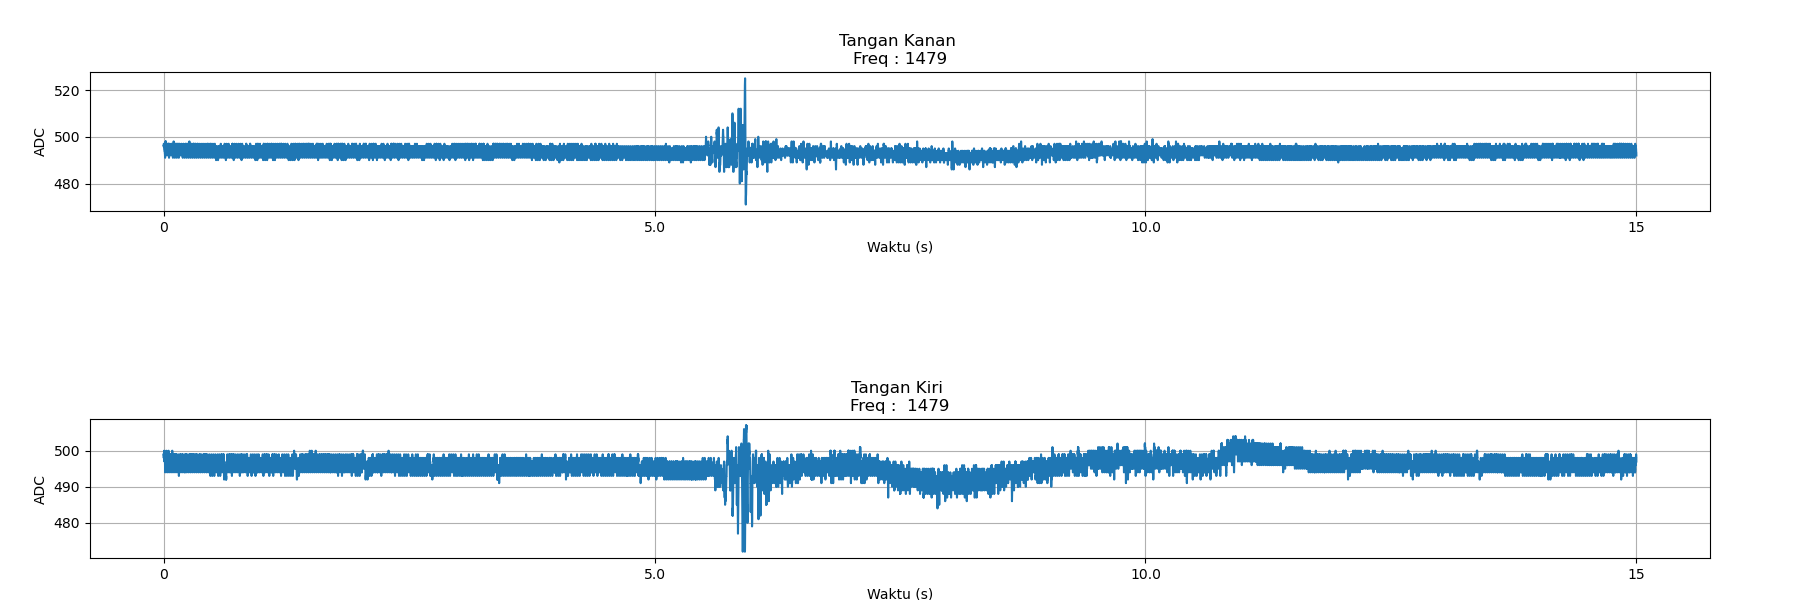 Tangan Kanan
Freq : 1479
ADC
520
500
480
0 5.0 10.0 15
Waktu (s)
Tangan Kiri
Freq :  1479
ADC
500
490
480
0 5.0 10.0 15
Waktu (s)